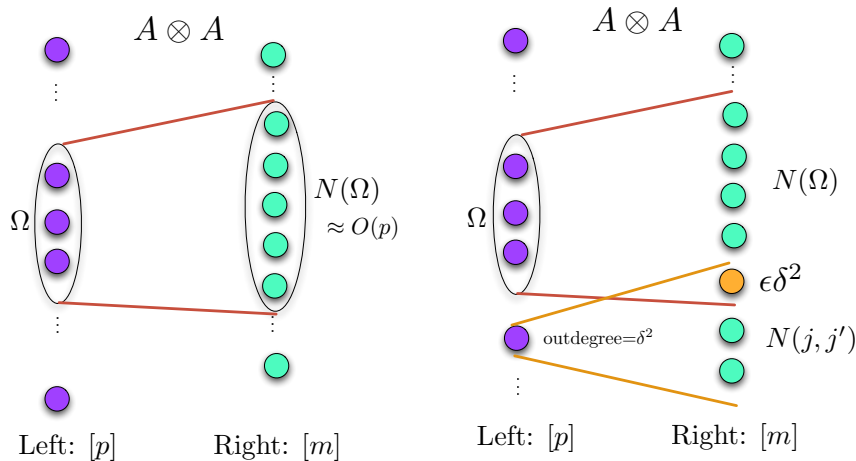 A ⊗ A
⋮
⋮
Ω
N(Ω)
≈ O(p)
⋮
⋮
Left: [p]
Right: [m]
A ⊗ A
⋮
⋮
Ω
N(Ω)
ϵδ²
outdegree=δ²
N(j, j′)
⋮
Left: [p]
Right: [m]